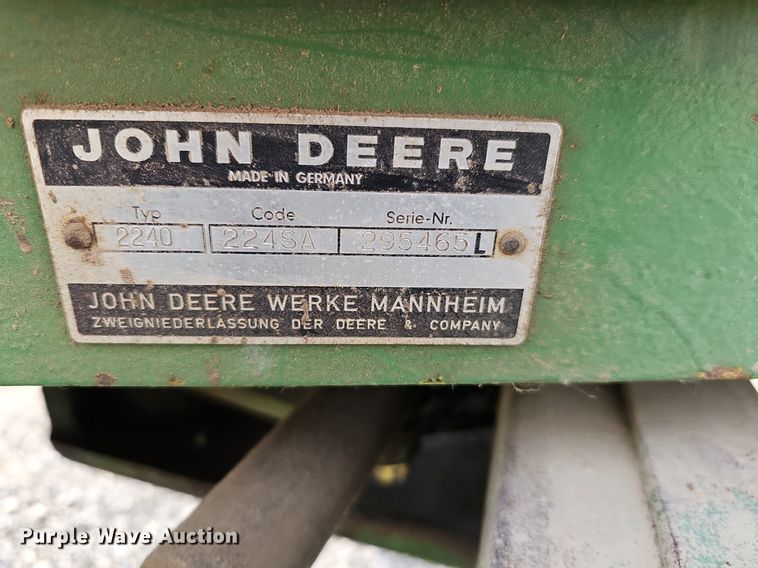 JOHN DEERE
MADE IN GERMANY
Typ Code Serie-Nr.
2240 224SA 295465L
JOHN DEERE WERKE MANNHEIM
ZWEIGNIEDERLASSUNG DER DEERE & COMPANY
Purple Wave Auction®